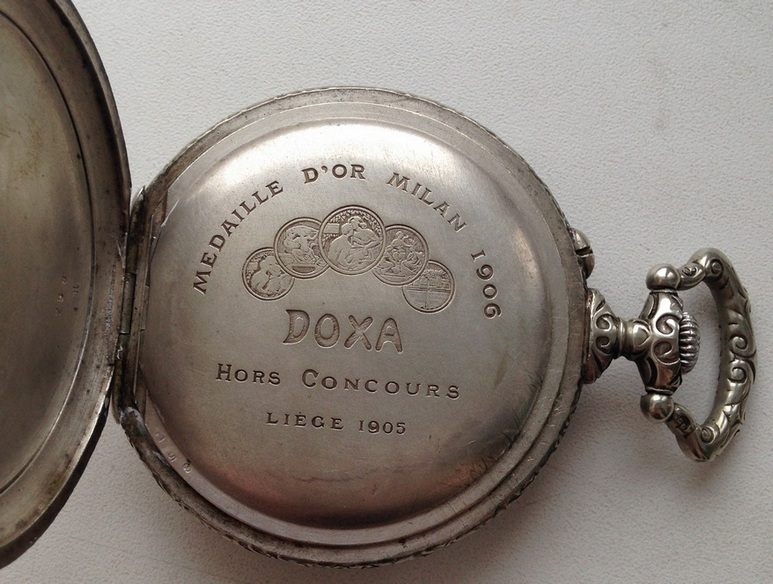 MEDAILLE D'OR MILAN 1906
DOXA
HORS CONCOURS
LIÈGE 1905